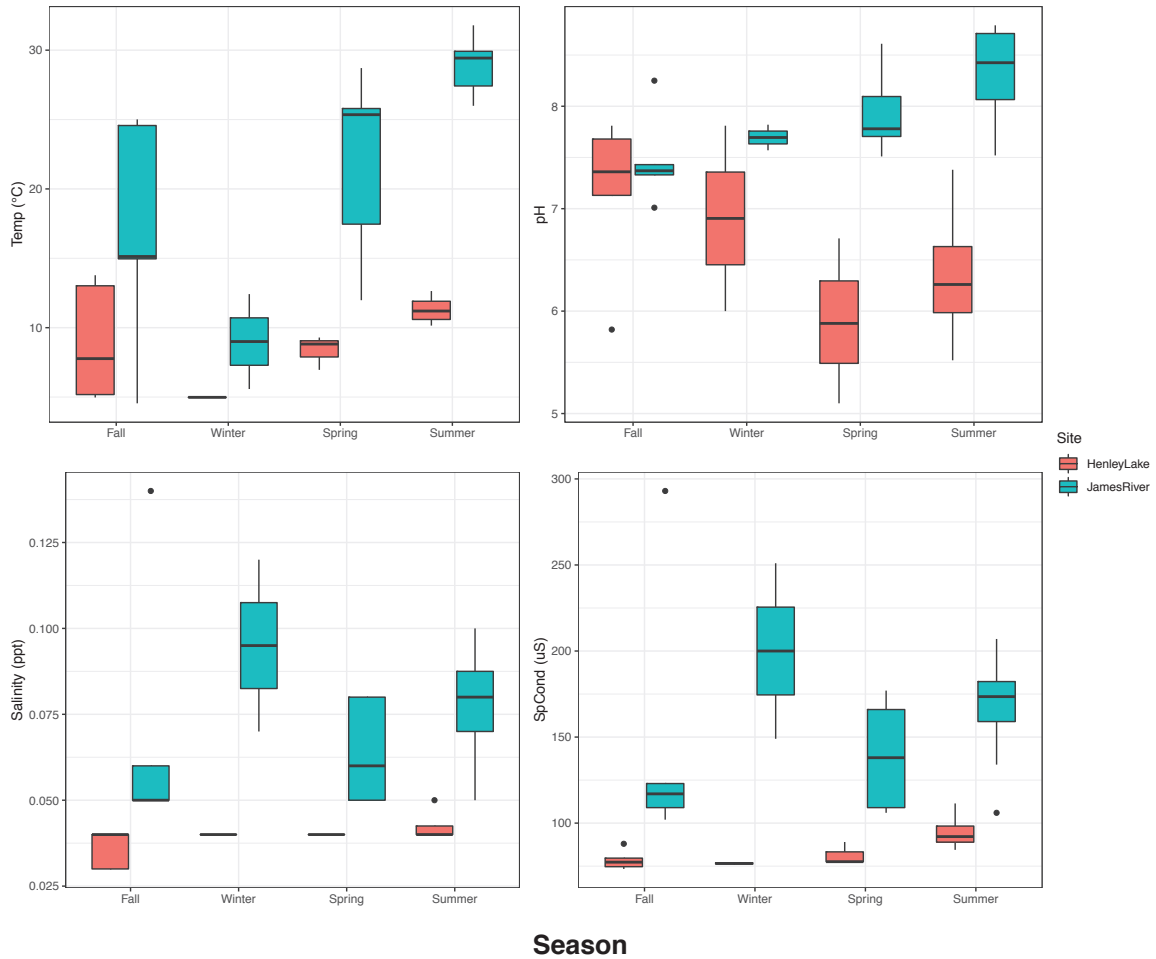 Temp (°C)
30
20
10
Fall Winter Spring Summer
pH
8
7
6
5
Fall Winter Spring Summer
Site
HenleyLake
JamesRiver
Salinity (ppt)
0.125
0.100
0.075
0.050
0.025
Fall Winter Spring Summer
SpCond (uS)
300
250
200
150
100
Fall Winter Spring Summer
Season